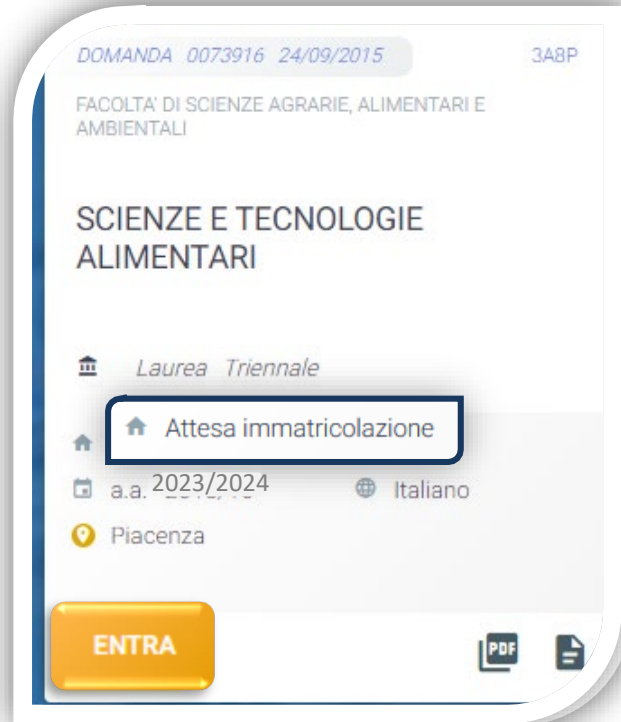 DOMANDA 0073916 24/09/2015 3A8P
FACOLTA' DI SCIENZE AGRARIE, ALIMENTARI E
AMBIENTALI
SCIENZE E TECNOLOGIE
ALIMENTARI
Laurea Triennale
Attesa immatricolazione
a.a. 2023/2024 Italiano
Piacenza
ENTRA PDF